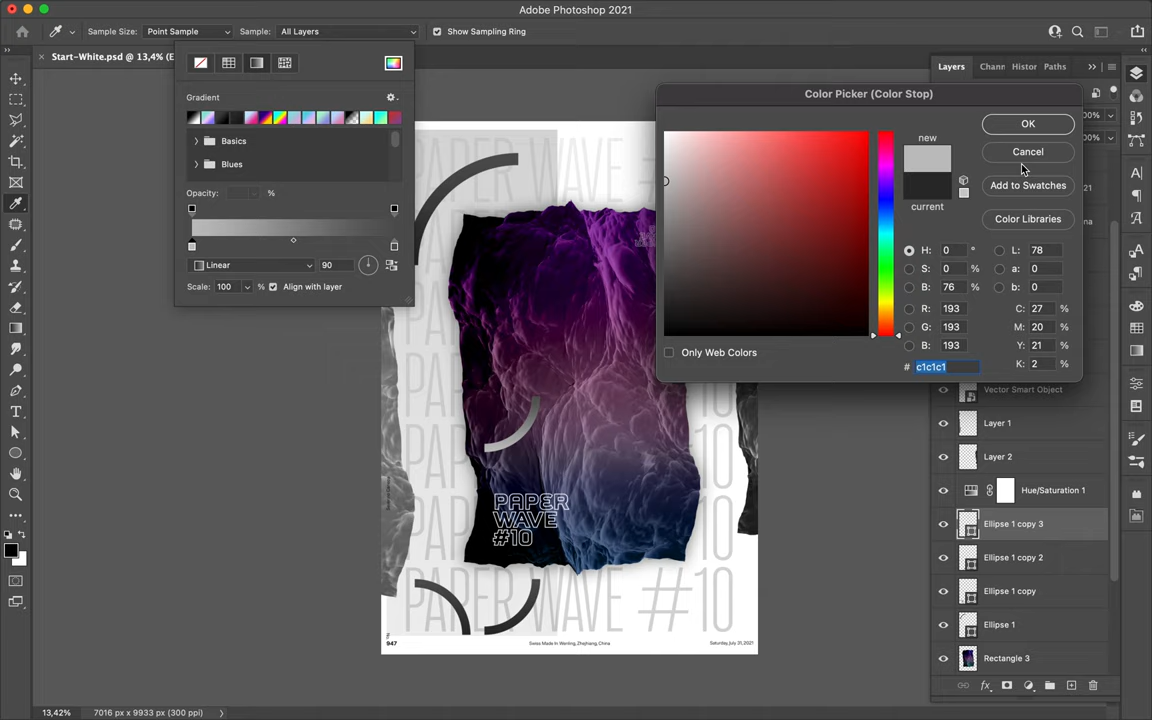 Adobe Photoshop 2021
Sample Size: Point Sample Sample: All Layers Show Sampling Ring
Start-White.psd @ 13,4% (E
Layers Chann Histor Paths
Color Picker (Color Stop)
Gradient
Basics
Blues
Opacity: %
Linear 90
Scale: 100 % Align with layer
new
current
OK
Cancel
Add to Swatches
Color Libraries
H: 0 ° L: 78
S: 0 % a: 0
B: 76 % b: 0
R: 193 C: 27 %
G: 193 M: 20 %
B: 193 Y: 21 %
# c1c1c1 K: 2 %
Only Web Colors
Vector Smart Object
Layer 1
Layer 2
Hue/Saturation 1
Ellipse 1 copy 3
Ellipse 1 copy 2
Ellipse 1 copy
Ellipse 1
Rectangle 3
PAPER
WAVE
#10
PAPER WAVE #10
947 Swiss Made In Wenling, Zhejiang, China Saturday, July 31, 2021
13,42% 7016 px x 9933 px (300 ppi)